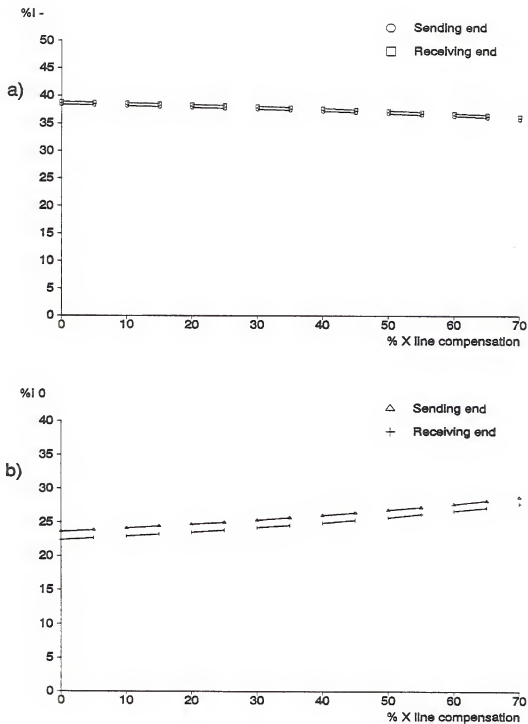 %I -
○ Sending end
□ Receiving end
a)
50
45
40
35
30
25
20
15
10
5
0
0 10 20 30 40 50 60 70
% X line compensation
%I 0
△ Sending end
+ Receiving end
b)
40
35
30
25
20
15
10
5
0
0 10 20 30 40 50 60 70
% X line compensation